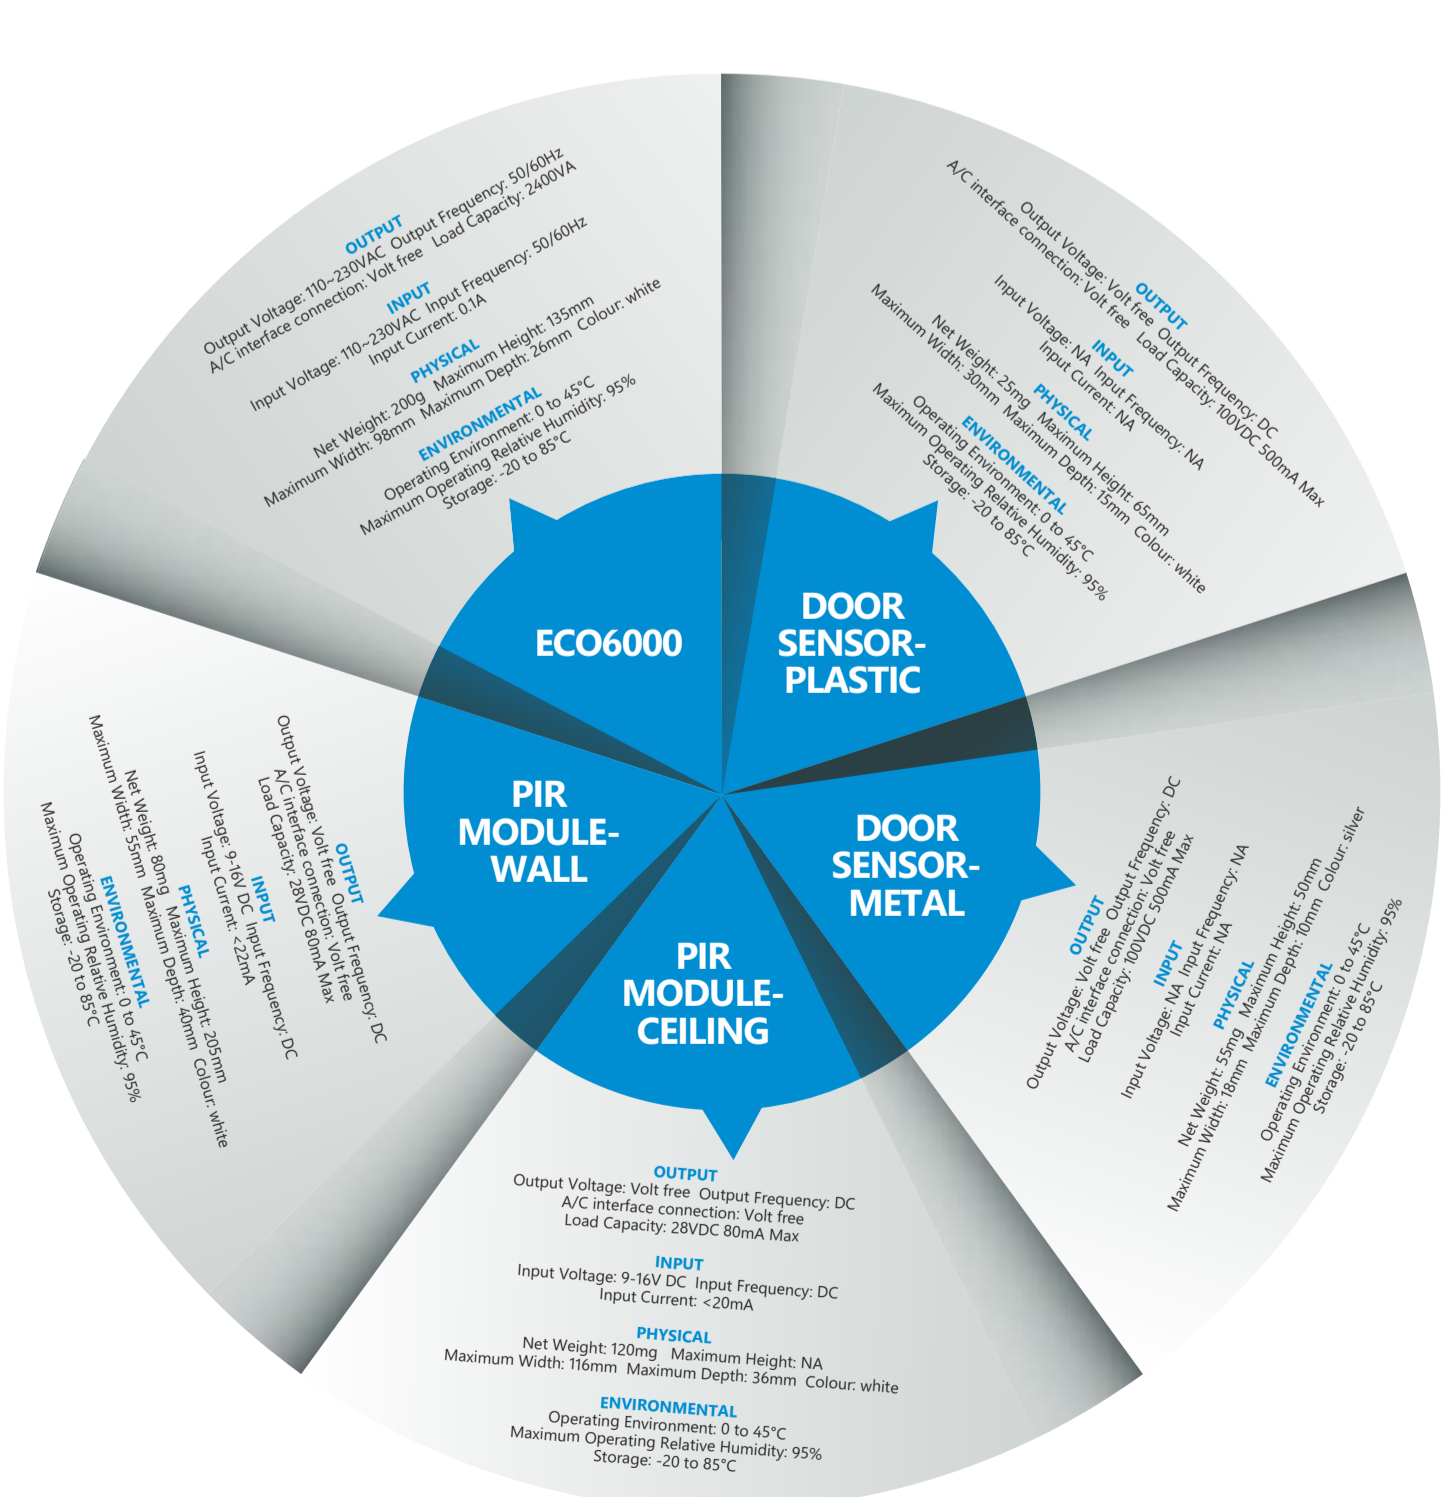 ECO6000
OUTPUT
Output Voltage: 110~230VAC  Output Frequency: 50/60Hz
A/C interface connection: Volt free  Load Capacity: 2400VA
INPUT
Input Voltage: 110~230VAC  Input Frequency: 50/60Hz
Input Current: 0.1A
PHYSICAL
Net Weight: 200g  Maximum Height: 135mm
Maximum Width: 98mm  Maximum Depth: 26mm  Colour: white
ENVIRONMENTAL
Operating Environment: 0 to 45°C
Maximum Operating Relative Humidity: 95%
Storage: -20 to 85°C
DOOR
SENSOR-
PLASTIC
OUTPUT
Output Voltage: Volt free  Output Frequency: DC
A/C interface connection: Volt free  Load Capacity: 100VDC 500mA Max
INPUT
Input Voltage: NA  Input Frequency: NA
Input Current: NA
PHYSICAL
Net Weight: 25mg  Maximum Height: 65mm
Maximum Width: 30mm  Maximum Depth: 15mm  Colour: white
ENVIRONMENTAL
Operating Environment: 0 to 45°C
Maximum Operating Relative Humidity: 95%
Storage: -20 to 85°C
DOOR
SENSOR-
METAL
OUTPUT
Output Voltage: Volt free  Output Frequency: DC
A/C interface connection: Volt free
Load Capacity: 100VDC 500mA Max
INPUT
Input Voltage: NA  Input Frequency: NA
Input Current: NA
PHYSICAL
Net Weight: 55mg  Maximum Height: 50mm
Maximum Width: 18mm  Maximum Depth: 10mm  Colour: silver
ENVIRONMENTAL
Operating Environment: 0 to 45°C
Maximum Operating Relative Humidity: 95%
Storage: -20 to 85°C
PIR
MODULE-
CEILING
OUTPUT
Output Voltage: Volt free  Output Frequency: DC
A/C interface connection: Volt free
Load Capacity: 28VDC 80mA Max
INPUT
Input Voltage: 9-16V DC  Input Frequency: DC
Input Current: <20mA
PHYSICAL
Net Weight: 120mg  Maximum Height: NA
Maximum Width: 116mm  Maximum Depth: 36mm  Colour: white
ENVIRONMENTAL
Operating Environment: 0 to 45°C
Maximum Operating Relative Humidity: 95%
Storage: -20 to 85°C
PIR
MODULE-
WALL
OUTPUT
Output Voltage: Volt free  Output Frequency: DC
A/C interface connection: Volt free
Load Capacity: 28VDC 80mA Max
INPUT
Input Voltage: 9-16V DC  Input Frequency: DC
Input Current: <22mA
PHYSICAL
Net Weight: 80mg  Maximum Height: 205mm
Maximum Width: 55mm  Maximum Depth: 40mm  Colour: white
ENVIRONMENTAL
Operating Environment: 0 to 45°C
Maximum Operating Relative Humidity: 95%
Storage: -20 to 85°C